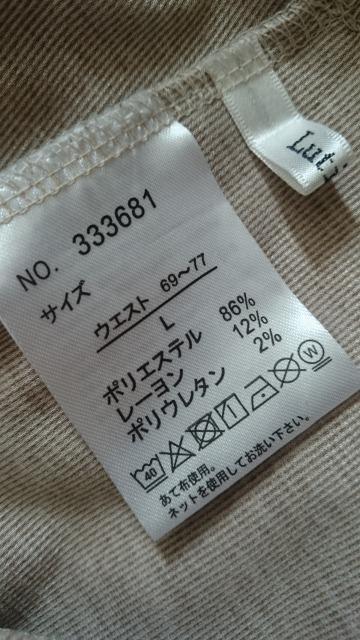 NO. 333681
サイズ
ウエスト 69～77
L
ポリエステル 86%
レーヨン 12%
ポリウレタン 2%
40
W
あて布使用。
ネットを使用してお洗い下さい。